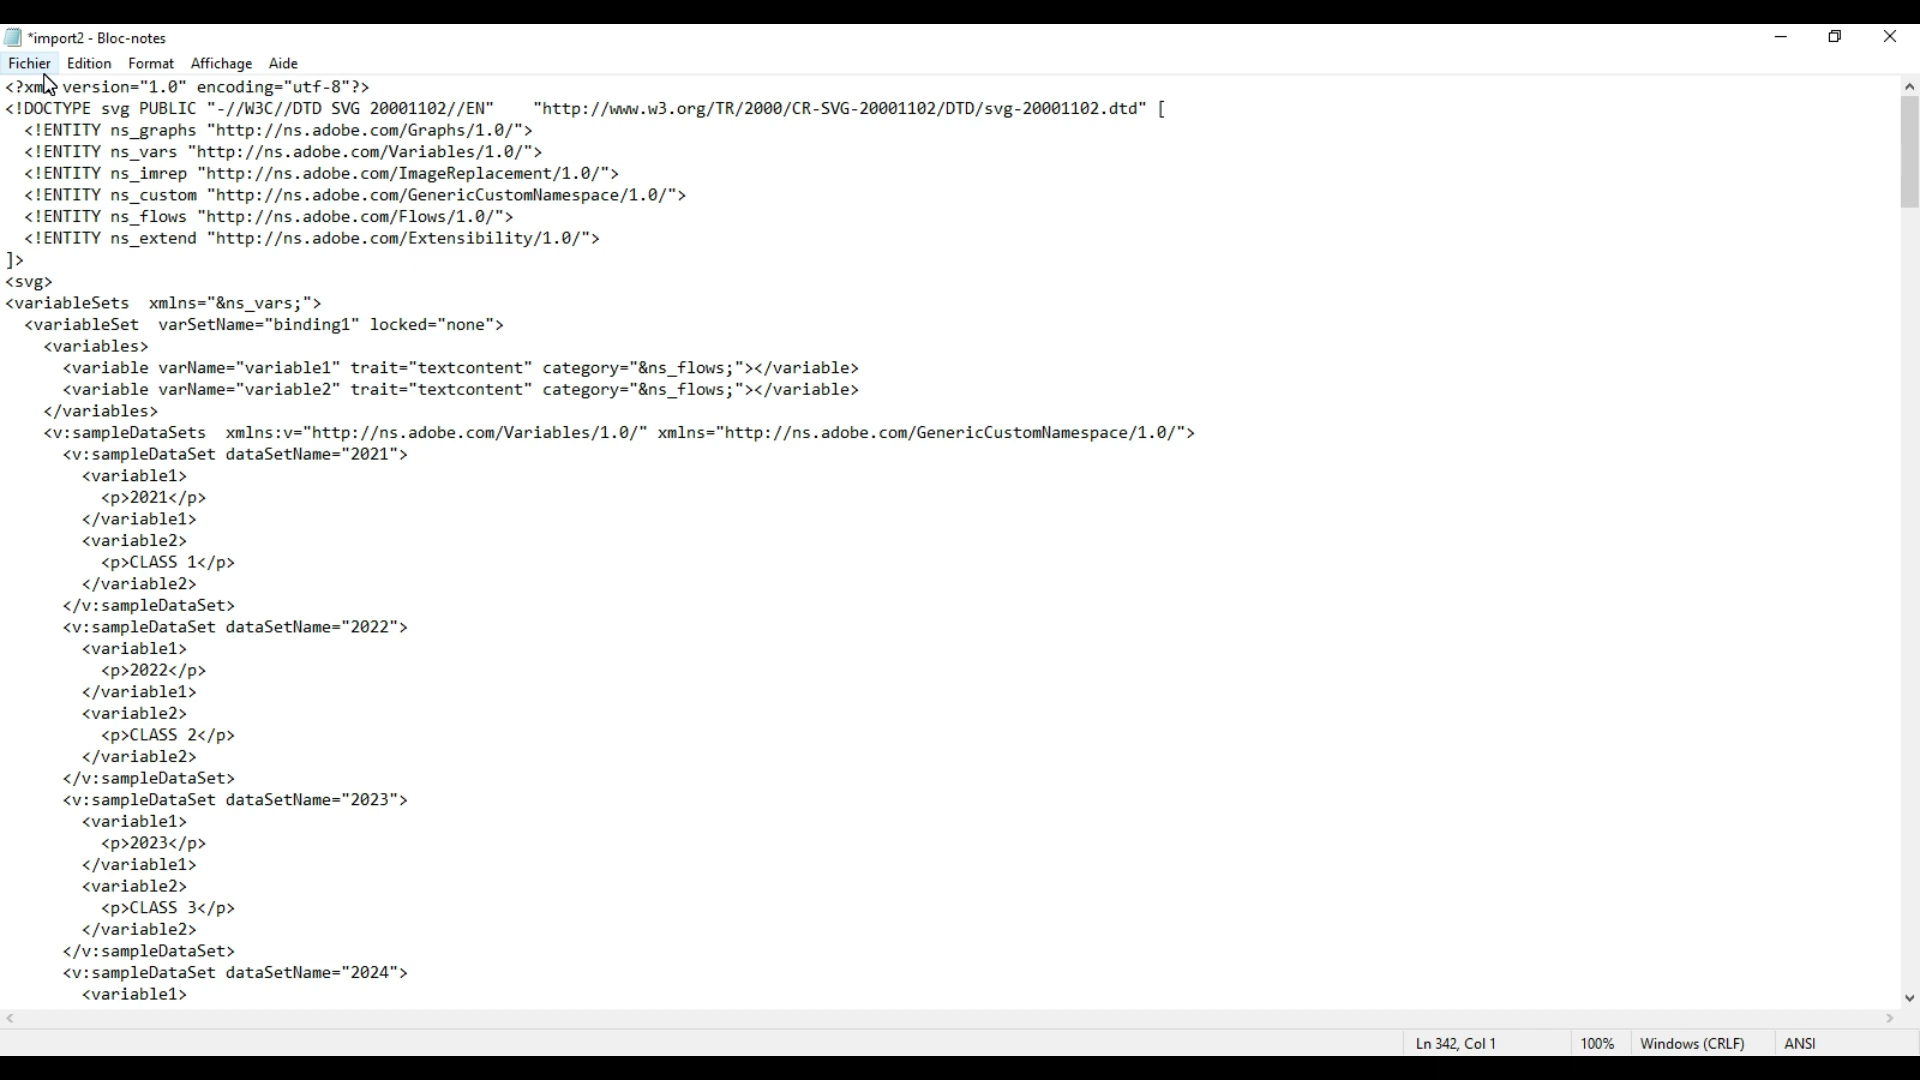 *import2 - Bloc-notes
Fichier Edition Format Affichage Aide
<?xml version="1.0" encoding="utf-8"?>
<!DOCTYPE svg PUBLIC "-//W3C//DTD SVG 20001102//EN"    "http://www.w3.org/TR/2000/CR-SVG-20001102/DTD/svg-20001102.dtd" [
  <!ENTITY ns_graphs "http://ns.adobe.com/Graphs/1.0/">
  <!ENTITY ns_vars "http://ns.adobe.com/Variables/1.0/">
  <!ENTITY ns_imrep "http://ns.adobe.com/ImageReplacement/1.0/">
  <!ENTITY ns_custom "http://ns.adobe.com/GenericCustomNamespace/1.0/">
  <!ENTITY ns_flows "http://ns.adobe.com/Flows/1.0/">
  <!ENTITY ns_extend "http://ns.adobe.com/Extensibility/1.0/">
]>
<svg>
<variableSets  xmlns="&ns_vars;">
  <variableSet  varSetName="binding1" locked="none">
    <variables>
      <variable varName="variable1" trait="textcontent" category="&ns_flows;"></variable>
      <variable varName="variable2" trait="textcontent" category="&ns_flows;"></variable>
    </variables>
    <v:sampleDataSets  xmlns:v="http://ns.adobe.com/Variables/1.0/" xmlns="http://ns.adobe.com/GenericCustomNamespace/1.0/">
      <v:sampleDataSet dataSetName="2021">
        <variable1>
          <p>2021</p>
        </variable1>
        <variable2>
          <p>CLASS 1</p>
        </variable2>
      </v:sampleDataSet>
      <v:sampleDataSet dataSetName="2022">
        <variable1>
          <p>2022</p>
        </variable1>
        <variable2>
          <p>CLASS 2</p>
        </variable2>
      </v:sampleDataSet>
      <v:sampleDataSet dataSetName="2023">
        <variable1>
          <p>2023</p>
        </variable1>
        <variable2>
          <p>CLASS 3</p>
        </variable2>
      </v:sampleDataSet>
      <v:sampleDataSet dataSetName="2024">
        <variable1>
Ln 342, Col 1 100% Windows (CRLF) ANSI